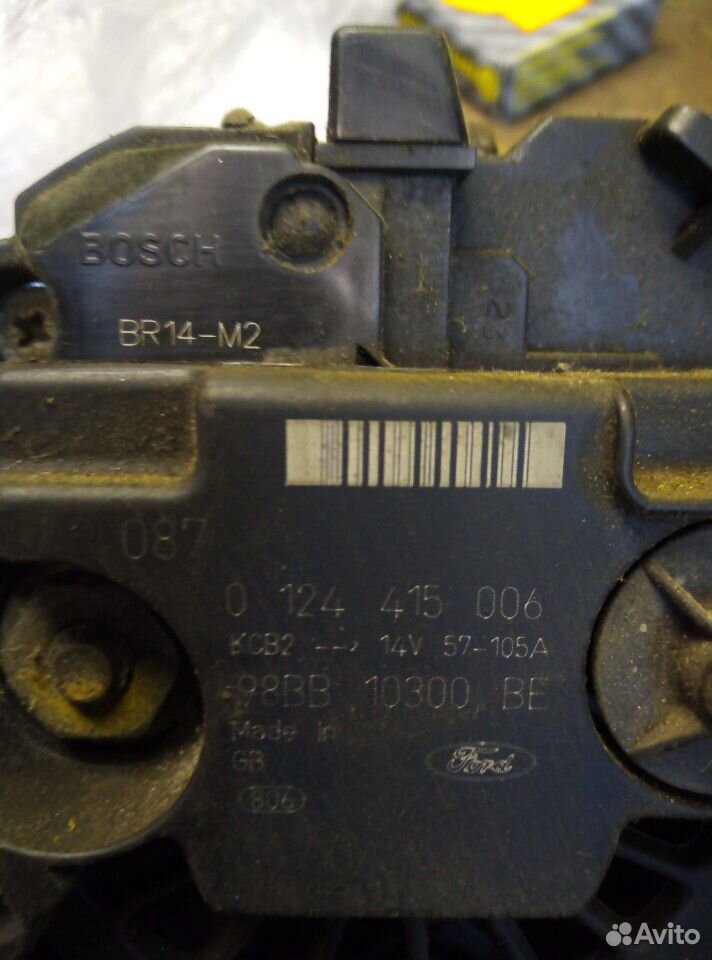 BOSCH
BR14-M2
087
0 124 415 006
KCB2 --> 14V 57-105A
98BB 10300 BE
Made in
GB
Ford
806
Avito